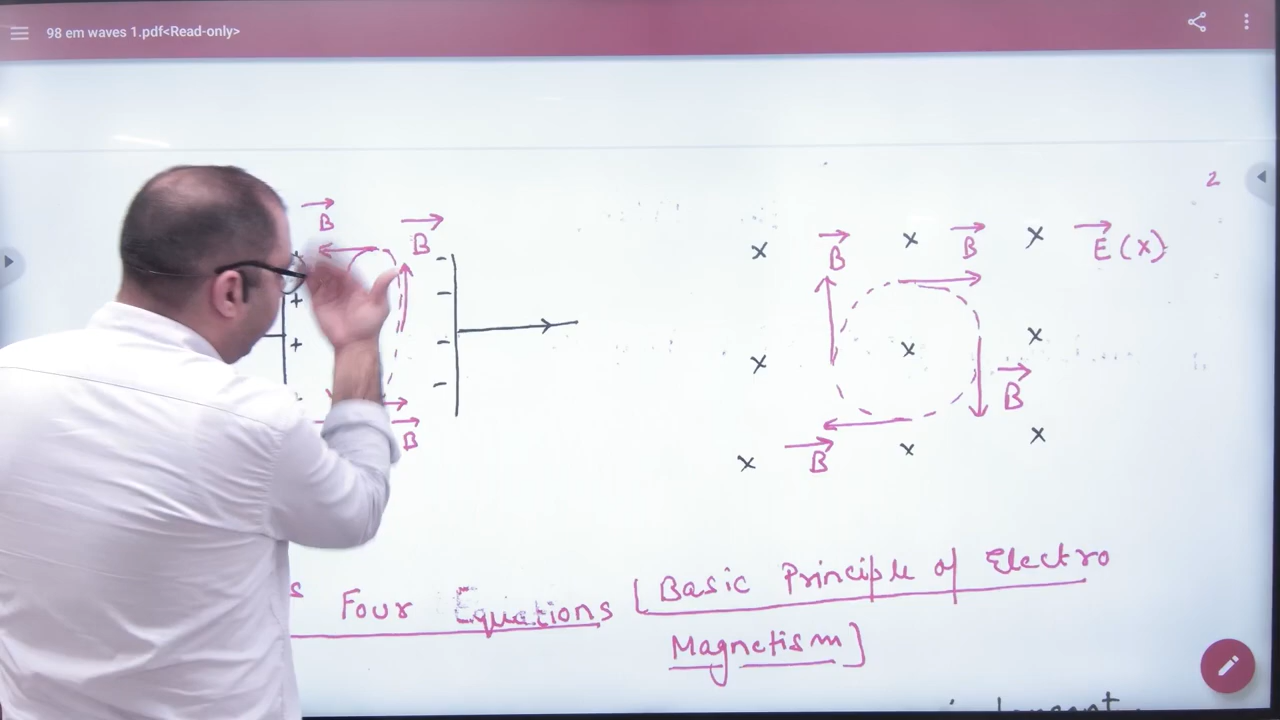 98 em waves 1.pdf<Read-only>
2
B B
+ -
+ -
+ -
-
B
x B x B x E(x)
x x x
B
x x x
B
s Four Equations [Basic Principle of Electro
Magnetism]